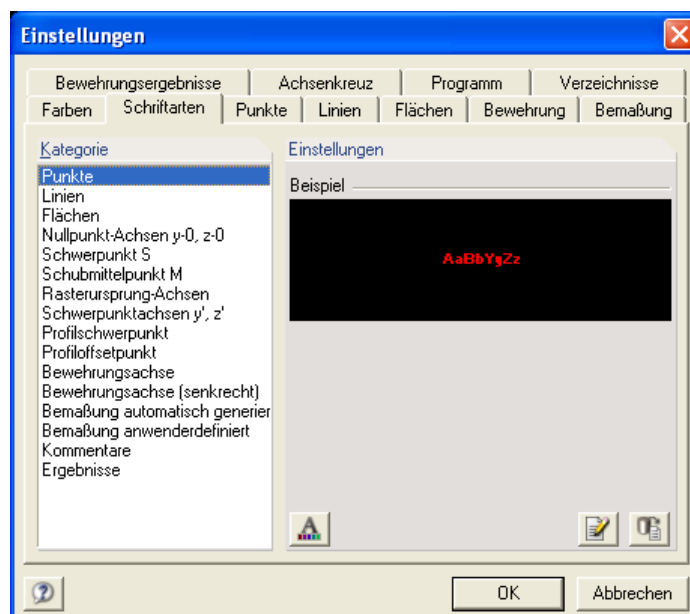 Einstellungen
Bewehrungsergebnisse Achsenkreuz Programm Verzeichnisse
Farben Schriftarten Punkte Linien Flächen Bewehrung Bemaßung
Kategorie
Punkte
Linien
Flächen
Nullpunkt-Achsen y-0, z-0
Schwerpunkt S
Schubmittelpunkt M
Rasterursprung-Achsen
Schwerpunktachsen y', z'
Profilschwerpunkt
Profiloffsetpunkt
Bewehrungsachse
Bewehrungsachse (senkrecht)
Bemaßung automatisch generier
Bemaßung anwenderdefiniert
Kommentare
Ergebnisse
Einstellungen
Beispiel
AaBbYgZz
OK Abbrechen